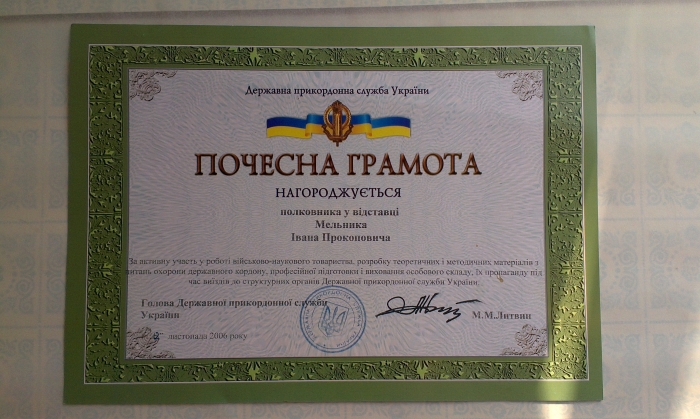 Державна прикордонна служба України
ПОЧЕСНА ГРАМОТА
НАГОРОДЖУЄТЬСЯ
полковника у відставці
Мельника
Івана Прокоповича
За активну участь у роботі військово-наукового товариства, розробку теоретичних і методичних матеріалів з
питань охорони державного кордону, професійної підготовки і виховання особового складу, їх пропаганду під
час виїздів до структурних органів Державної прикордонної служби України.
Голова Державної прикордонної служби
України
М.М.Литвин
листопада 2006 року